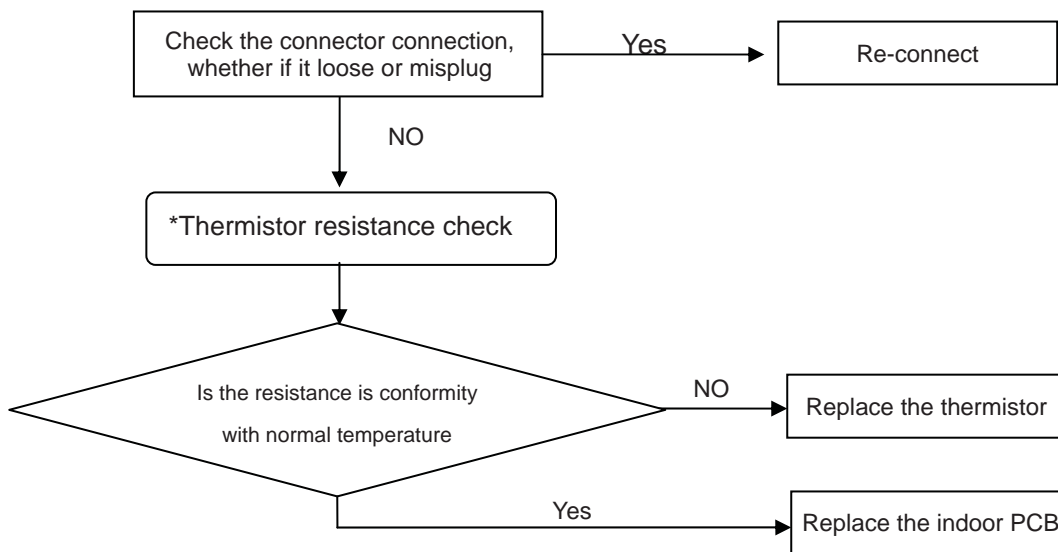 Check the connector connection,
whether if it loose or misplug
Yes
Re-connect
NO
*Thermistor resistance check
Is the resistance is conformity
with normal temperature
NO
Replace the thermistor
Yes
Replace the indoor PCB